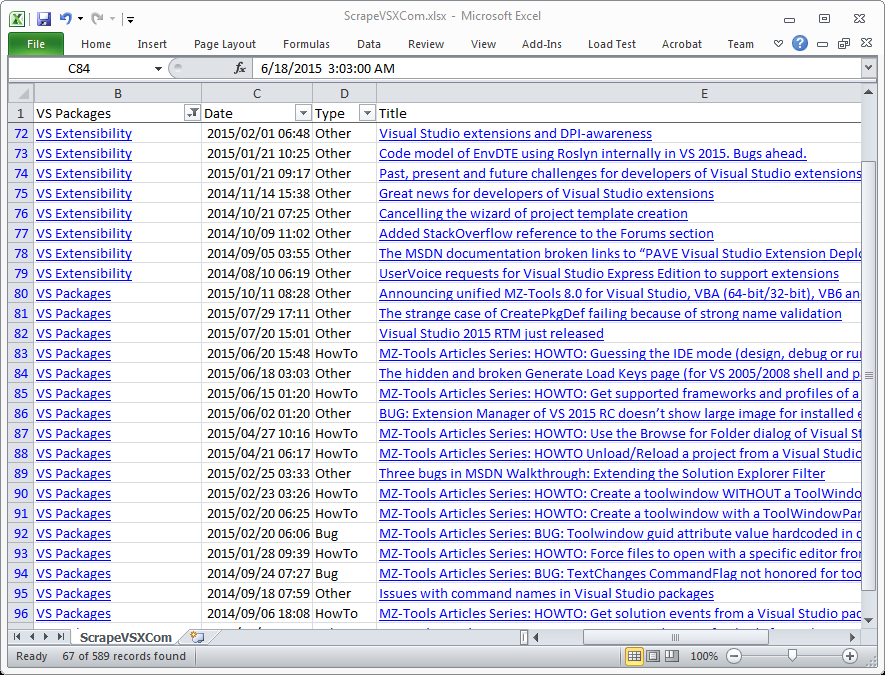 ScrapeVSXCom.xlsx - Microsoft Excel
File Home Insert Page Layout Formulas Data Review View Add-Ins Load Test Acrobat Team
C84 fx 6/18/2015 3:03:00 AM
B C D E
1 VS Packages Date Type Title
72 VS Extensibility 2015/02/01 06:48 Other Visual Studio extensions and DPI-awareness
73 VS Extensibility 2015/01/21 10:25 Other Code model of EnvDTE using Roslyn internally in VS 2015. Bugs ahead.
74 VS Extensibility 2015/01/21 09:17 Other Past, present and future challenges for developers of Visual Studio extensions
75 VS Extensibility 2014/11/14 15:38 Other Great news for developers of Visual Studio extensions
76 VS Extensibility 2014/10/21 07:25 Other Cancelling the wizard of project template creation
77 VS Extensibility 2014/10/09 11:02 Other Added StackOverflow reference to the Forums section
78 VS Extensibility 2014/09/05 03:55 Other The MSDN documentation broken links to “PAVE Visual Studio Extension Deplo
79 VS Extensibility 2014/08/10 06:19 Other UserVoice requests for Visual Studio Express Edition to support extensions
80 VS Packages 2015/10/11 08:28 Other Announcing unified MZ-Tools 8.0 for Visual Studio, VBA (64-bit/32-bit), VB6 an
81 VS Packages 2015/07/29 17:11 Other The strange case of CreatePkgDef failing because of strong name validation
82 VS Packages 2015/07/20 15:01 Other Visual Studio 2015 RTM just released
83 VS Packages 2015/06/20 15:48 HowTo MZ-Tools Articles Series: HOWTO: Guessing the IDE mode (design, debug or run
84 VS Packages 2015/06/18 03:03 Other The hidden and broken Generate Load Keys page (for VS 2005/2008 shell and p
85 VS Packages 2015/06/15 01:20 HowTo MZ-Tools Articles Series: HOWTO: Get supported frameworks and profiles of a
86 VS Packages 2015/06/02 01:20 Other BUG: Extension Manager of VS 2015 RC doesn’t show large image for installed e
87 VS Packages 2015/04/27 10:16 HowTo MZ-Tools Articles Series: HOWTO: Use the Browse for Folder dialog of Visual St
88 VS Packages 2015/04/21 06:17 HowTo MZ-Tools Articles Series: HOWTO Unload/Reload a project from a Visual Studio
89 VS Packages 2015/02/25 03:33 Other Three bugs in MSDN Walkthrough: Extending the Solution Explorer Filter
90 VS Packages 2015/02/23 03:26 HowTo MZ-Tools Articles Series: HOWTO: Create a toolwindow WITHOUT a ToolWindo
91 VS Packages 2015/02/20 06:25 HowTo MZ-Tools Articles Series: HOWTO: Create a toolwindow with a ToolWindowPan
92 VS Packages 2015/02/20 06:06 Bug MZ-Tools Articles Series: BUG: Toolwindow guid attribute value hardcoded in c
93 VS Packages 2015/01/28 09:39 HowTo MZ-Tools Articles Series: HOWTO: Force files to open with a specific editor from
94 VS Packages 2014/09/24 07:27 Bug MZ-Tools Articles Series: BUG: TextChanges CommandFlag not honored for too
95 VS Packages 2014/09/18 07:59 Other Issues with command names in Visual Studio packages
96 VS Packages 2014/09/06 18:08 HowTo MZ-Tools Articles Series: HOWTO: Get solution events from a Visual Studio pac
ScrapeVSXCom
Ready 67 of 589 records found 100%